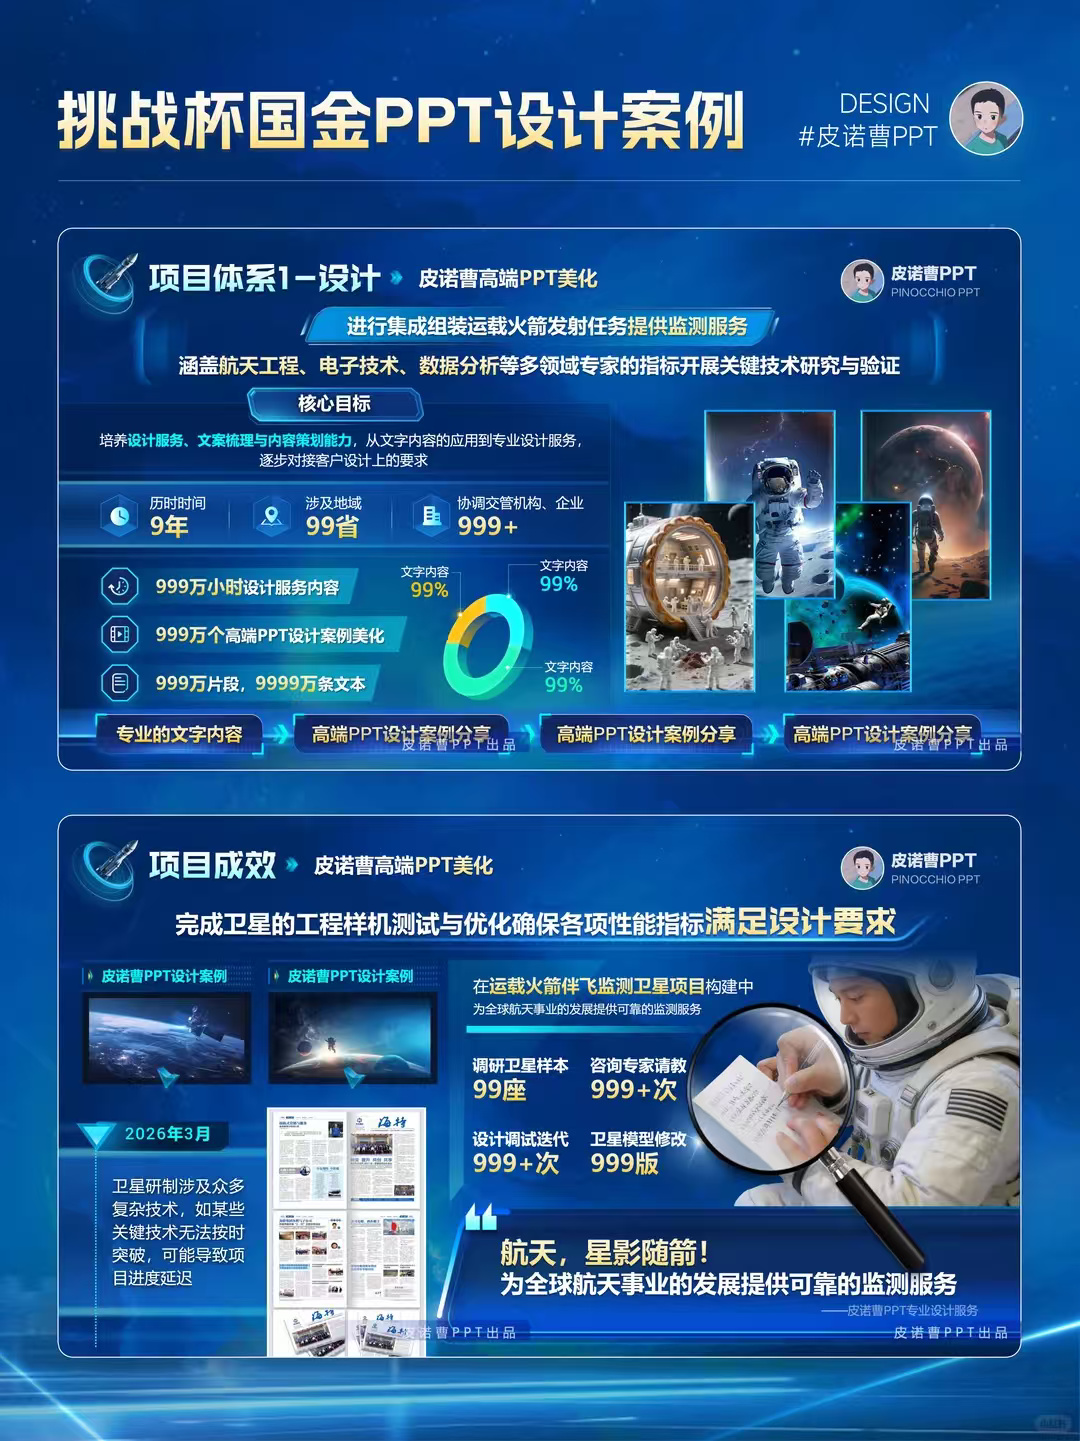 挑战杯国金PPT设计案例
DESIGN
#皮诺曹PPT
项目体系1-设计
皮诺曹高端PPT美化
皮诺曹PPT
PINOCCHIO PPT
进行集成组装运载火箭发射任务提供监测服务
涵盖航天工程、电子技术、数据分析等多领域专家的指标开展关键技术研究与验证
核心目标
培养设计服务、文案梳理与内容策划能力，从文字内容的应用到专业设计服务，
逐步对接客户设计上的要求
历时时间
9年
涉及地域
99省
协调交管机构、企业
999+
999万小时设计服务内容
999万个高端PPT设计案例美化
999万片段，9999万条文本
文字内容
99%
文字内容
99%
文字内容
99%
专业的文字内容
高端PPT设计案例分享
高端PPT设计案例分享
高端PPT设计案例分享
皮诺曹PPT出品
皮诺曹PPT出品
项目成效
皮诺曹高端PPT美化
皮诺曹PPT
PINOCCHIO PPT
完成卫星的工程样机测试与优化确保各项性能指标满足设计要求
皮诺曹PPT设计案例
皮诺曹PPT设计案例
2026年3月
卫星研制涉及众多
复杂技术，如某些
关键技术无法按时
突破，可能导致项
目进度延迟
在运载火箭伴飞监测卫星项目构建中
为全球航天事业的发展提供可靠的监测服务
调研卫星样本
99座
咨询专家请教
999+次
设计调试迭代
999+次
卫星模型修改
999版
航天，星影随箭！
为全球航天事业的发展提供可靠的监测服务
——皮诺曹PPT专业设计服务
皮诺曹PPT出品
皮诺曹PPT出品